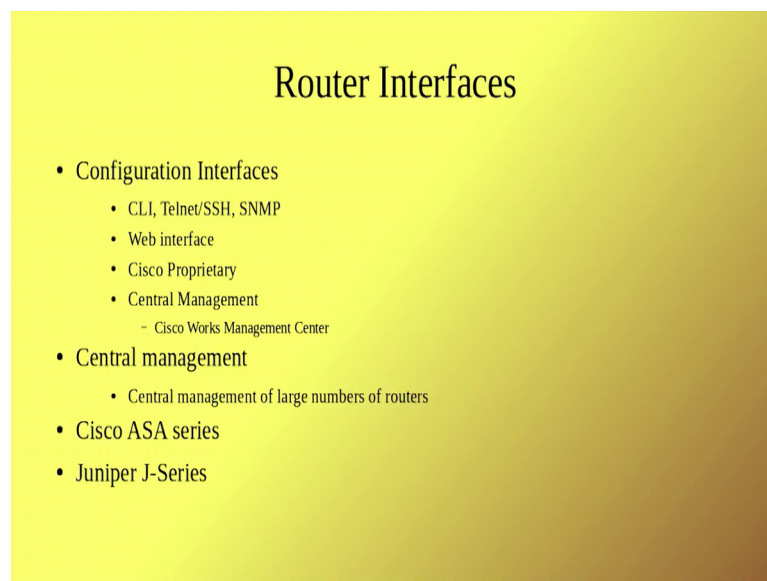 Router Interfaces
• Configuration Interfaces
• CLI, Telnet/SSH, SNMP
• Web interface
• Cisco Proprietary
• Central Management
– Cisco Works Management Center
• Central management
• Central management of large numbers of routers
• Cisco ASA series
• Juniper J-Series